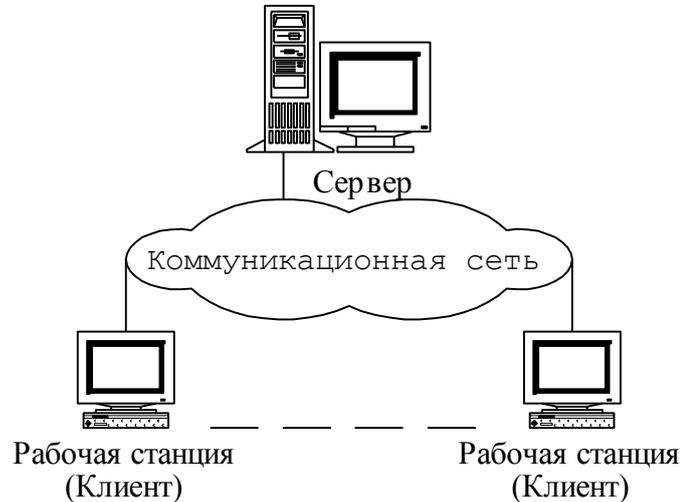 Сервер
Коммуникационная сеть
Рабочая станция
(Клиент)
Рабочая станция
(Клиент)